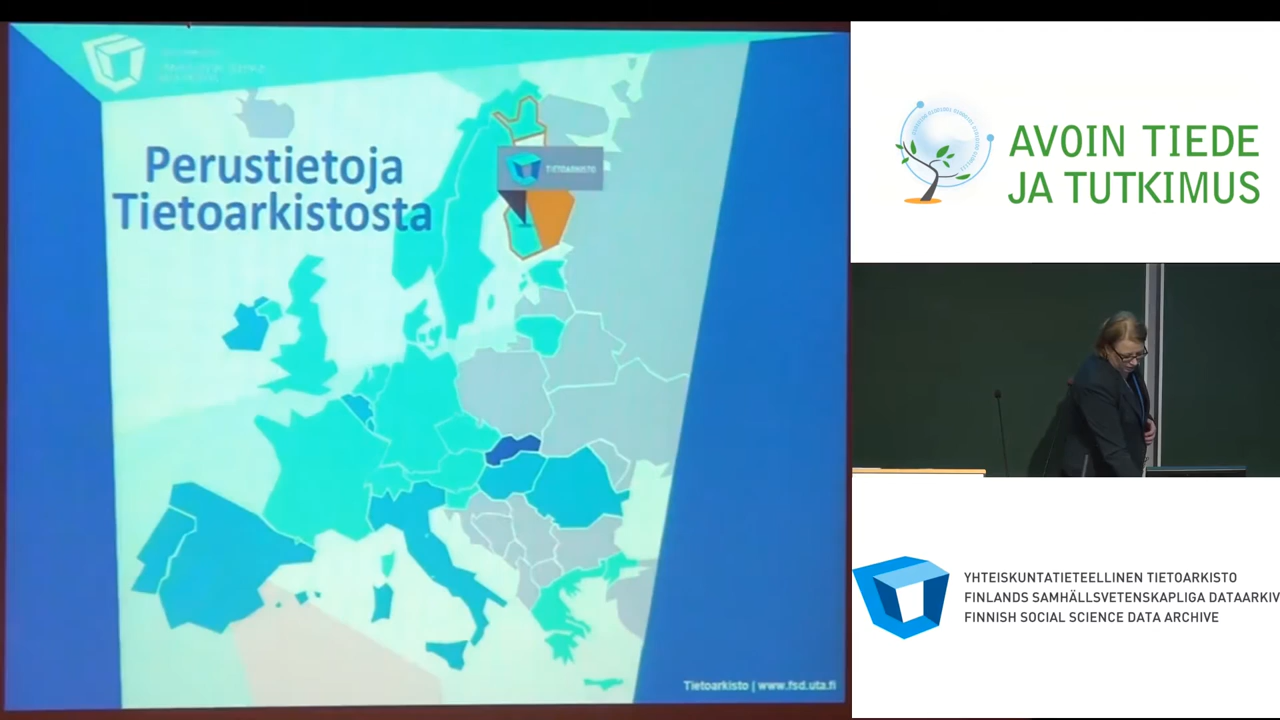 Perustietoja
Tietoarkistosta
TIETOARKISTO
Tietoarkisto | www.fsd.uta.fi
AVOIN TIEDE
JA TUTKIMUS
YHTEISKUNTATIETEELLINEN TIETOARKISTO
FINLANDS SAMHÄLLSVETENSKAPLIGA DATAARKIV
FINNISH SOCIAL SCIENCE DATA ARCHIVE